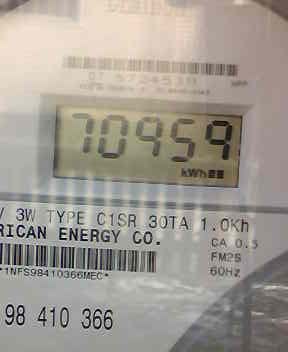 70959
kWh
V 3W TYPE C1SR 30TA 1.0Kh
RICAN ENERGY CO.
CA 0.5
FM2S
*1NFS98410366MEC*
60HZ
98 410 366